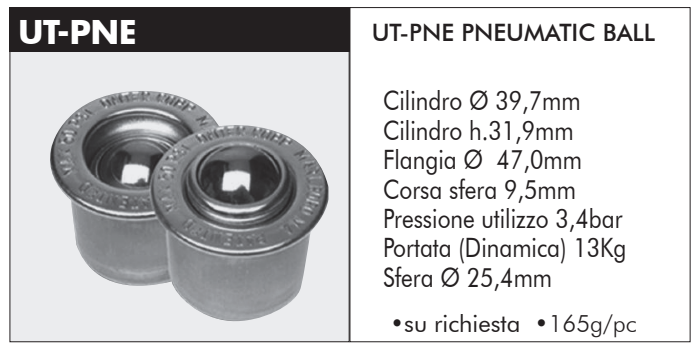 UT-PNE
UT-PNE PNEUMATIC BALL
Cilindro Ø 39,7mm
Cilindro h.31,9mm
Flangia Ø 47,0mm
Corsa sfera 9,5mm
Pressione utilizzo 3,4bar
Portata (Dinamica) 13Kg
Sfera Ø 25,4mm
•su richiesta •165g/pc